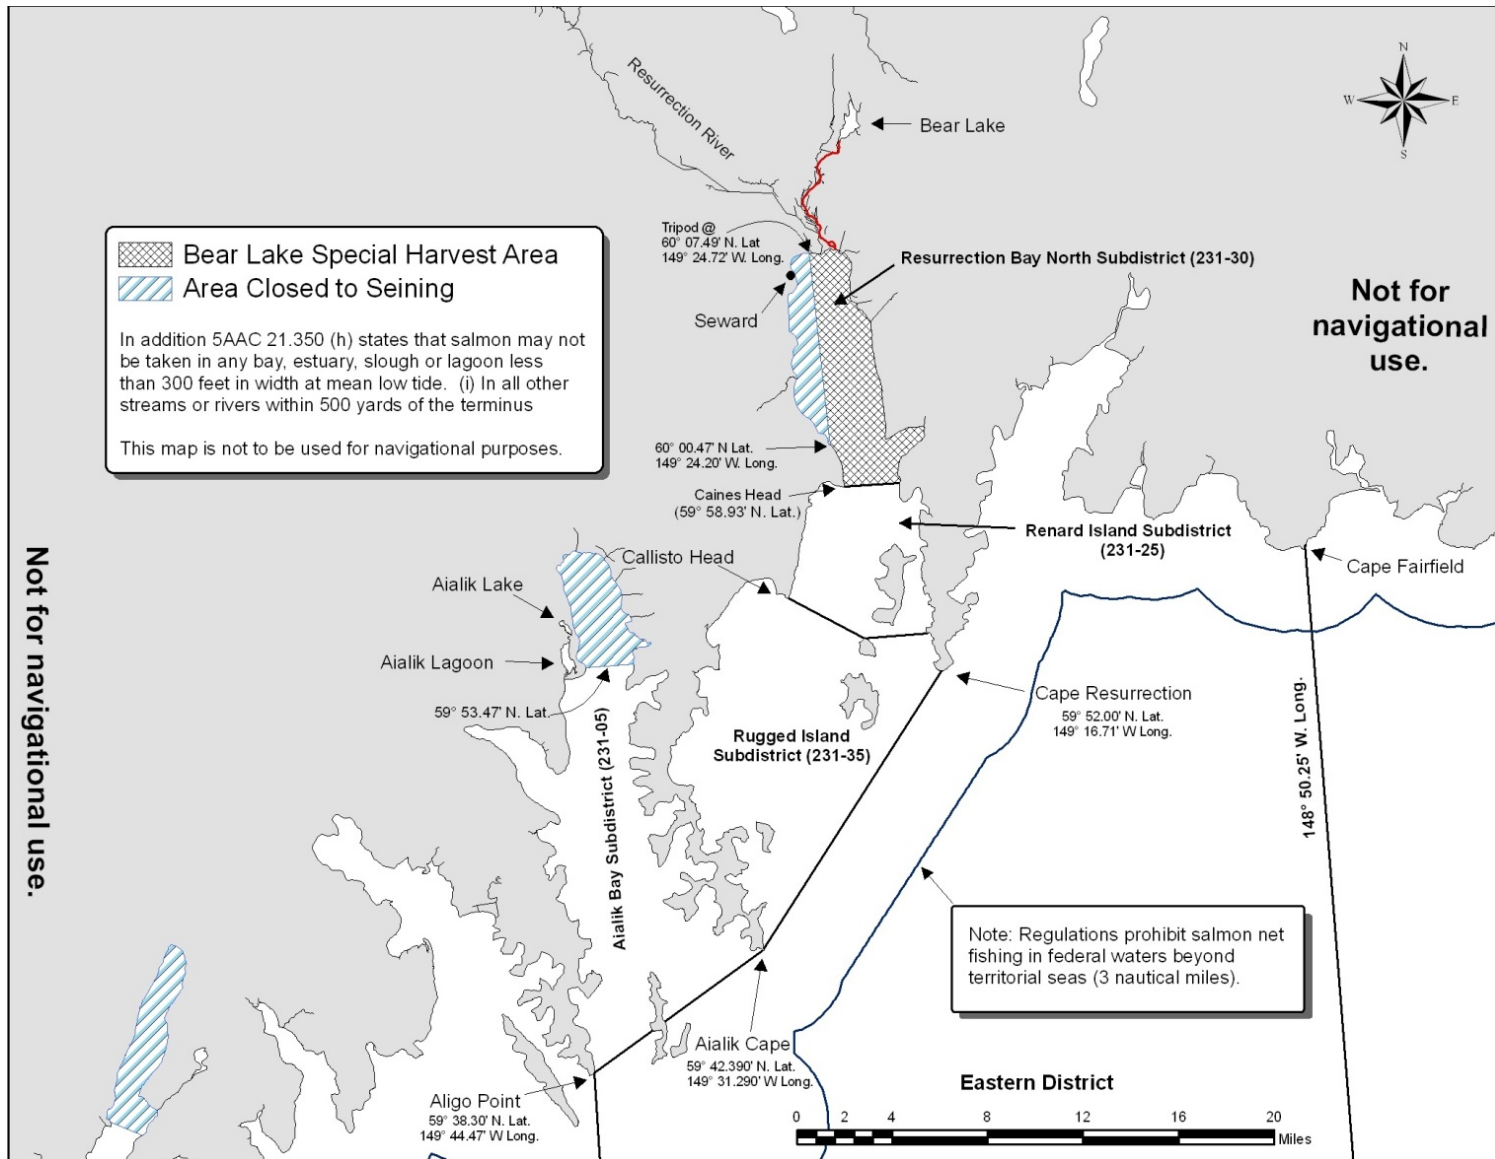 Resurrection River
N
W
E
S
Bear Lake
Tripod @
60° 07.49' N. Lat
149° 24.72' W. Long.
Resurrection Bay North Subdistrict (231-30)
Bear Lake Special Harvest Area
Area Closed to Seining
In addition 5AAC 21.350 (h) states that salmon may not
be taken in any bay, estuary, slough or lagoon less
than 300 feet in width at mean low tide. (i) In all other
streams or rivers within 500 yards of the terminus
This map is not to be used for navigational purposes.
Seward
Not for
navigational
use.
60° 00.47' N Lat.
149° 24.20' W. Long.
Caines Head
(59° 58.93' N. Lat.)
Renard Island Subdistrict
(231-25)
Cape Fairfield
Callisto Head
Aialik Lake
Aialik Lagoon
59° 53.47' N. Lat.
Not for navigational use.
Cape Resurrection
59° 52.00' N. Lat.
149° 16.71' W Long.
Rugged Island
Subdistrict (231-35)
Aialik Bay Subdistrict (231-05)
148° 50.25' W. Long.
Note: Regulations prohibit salmon net
fishing in federal waters beyond
territorial seas (3 nautical miles).
Aialik Cape
59° 42.390' N. Lat.
149° 31.290' W Long.
Aligo Point
59° 38.30' N. Lat.
149° 44.47' W Long.
Eastern District
0 2 4 8 12 16 20
Miles